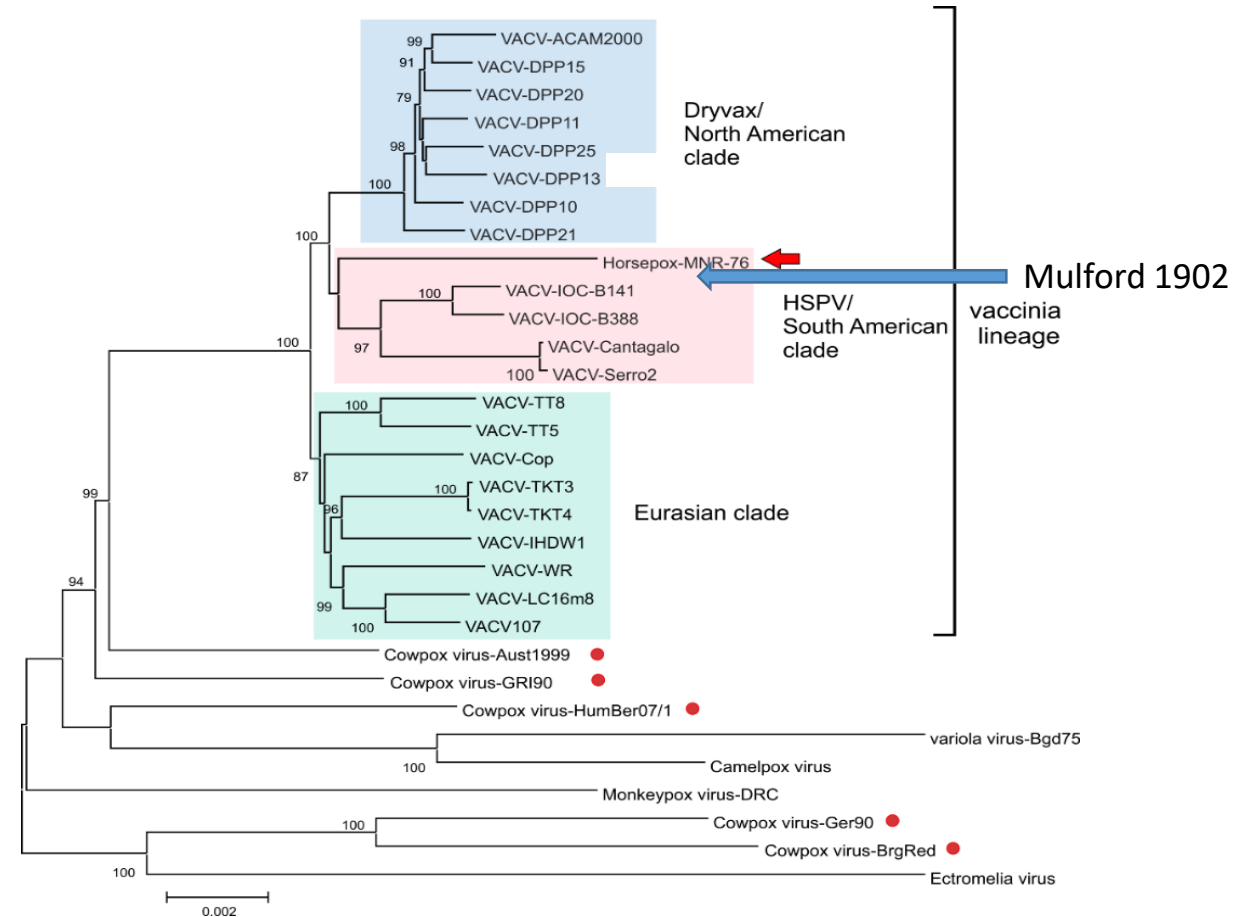 99
VACV-ACAM2000
91
VACV-DPP15
VACV-DPP20
79
VACV-DPP11
98
VACV-DPP25
VACV-DPP13
100
VACV-DPP10
VACV-DPP21
Dryvax/
North American
clade
100
Horsepox-MNR-76
Mulford 1902
VACV-IOC-B141
100
VACV-IOC-B388
HSPV/
South American
clade
vaccinia
lineage
100
97
VACV-Cantagalo
100
VACV-Serro2
VACV-TT8
100
VACV-TT5
VACV-Cop
87
VACV-TKT3
100
96
VACV-TKT4
Eurasian clade
VACV-IHDW1
VACV-WR
VACV-LC16m8
99
100
VACV107
99
Cowpox virus-Aust1999
94
Cowpox virus-GRI90
Cowpox virus-HumBer07/1
variola virus-Bgd75
100
Camelpox virus
Monkeypox virus-DRC
Cowpox virus-Ger90
100
Cowpox virus-BrgRed
100
Ectromelia virus
0.002